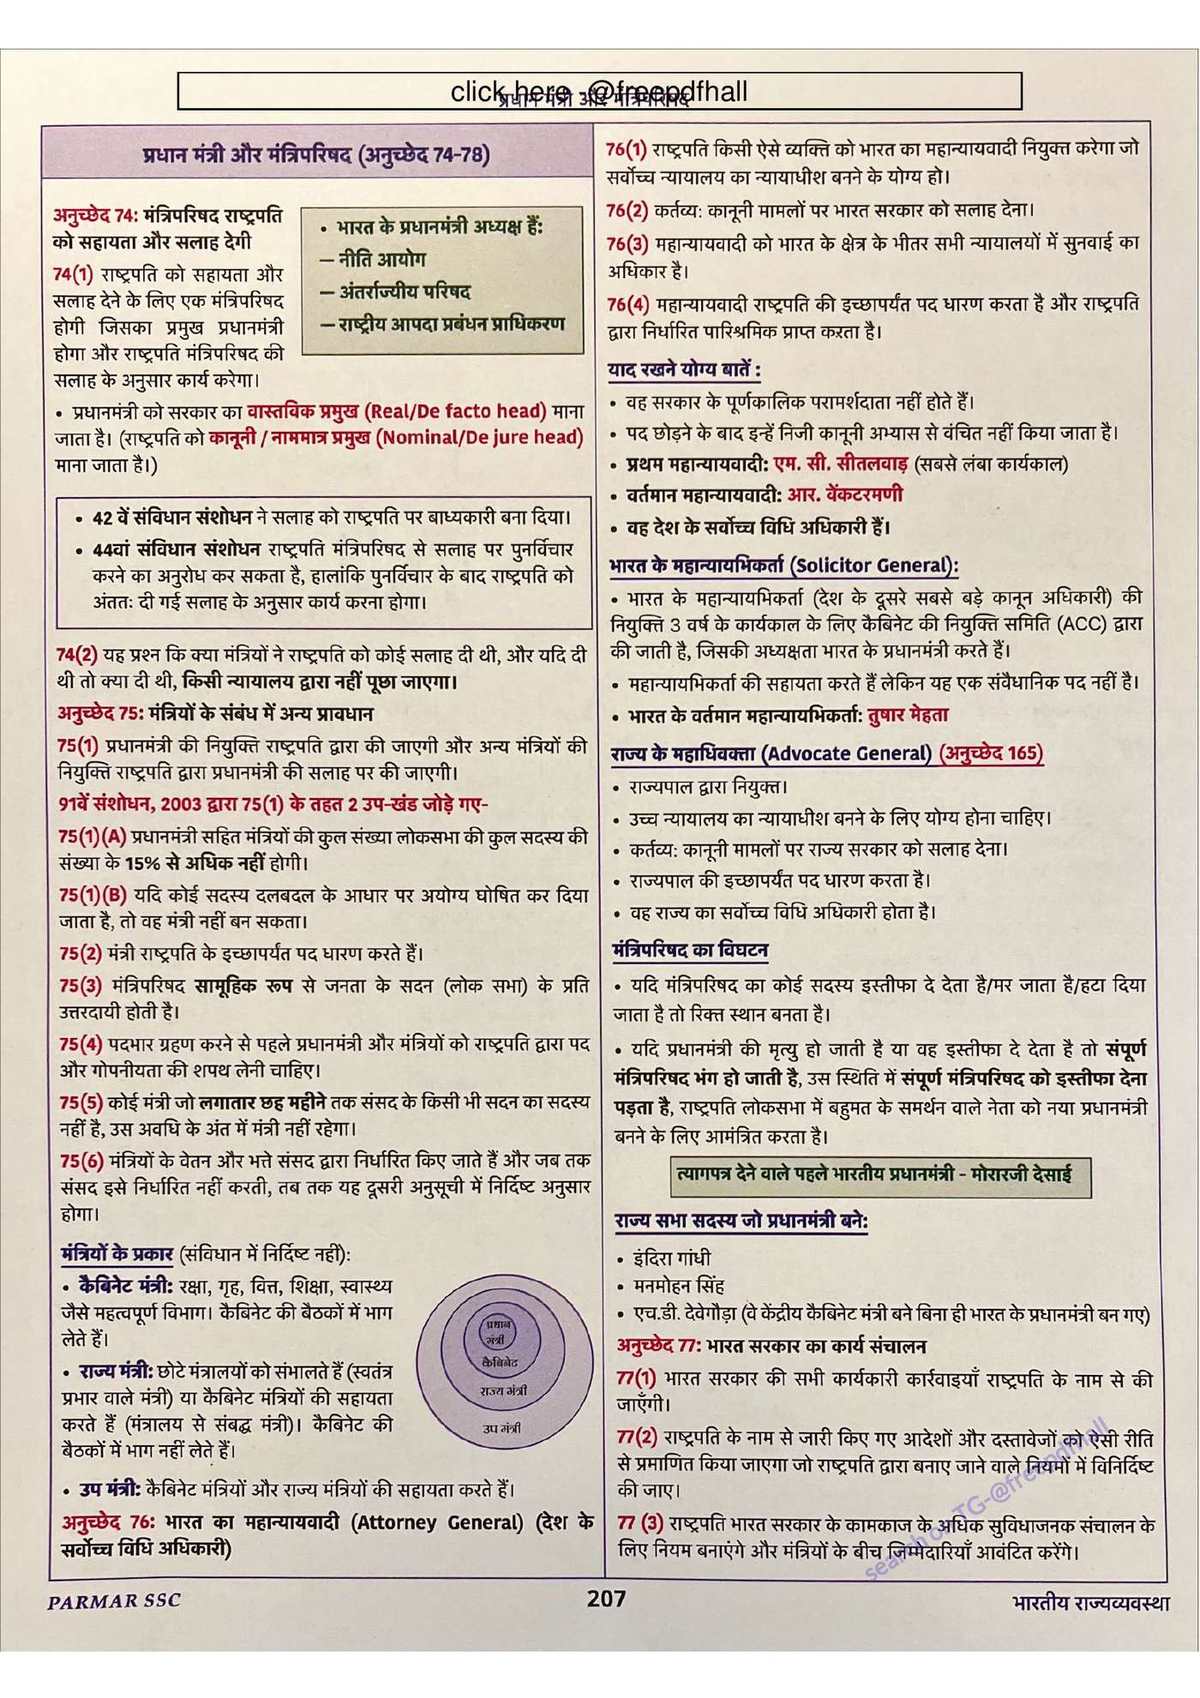 click here :@freepdfhall
प्रधान मंत्री और मंत्रिपरिषद
प्रधान मंत्री और मंत्रिपरिषद (अनुच्छेद 74-78)
अनुच्छेद 74: मंत्रिपरिषद राष्ट्रपति
को सहायता और सलाह देगी
74(1) राष्ट्रपति को सहायता और
सलाह देने के लिए एक मंत्रिपरिषद
होगी जिसका प्रमुख प्रधानमंत्री
होगा और राष्ट्रपति मंत्रिपरिषद की
सलाह के अनुसार कार्य करेगा।
• भारत के प्रधानमंत्री अध्यक्ष हैं:
— नीति आयोग
— अंतर्राज्यीय परिषद
— राष्ट्रीय आपदा प्रबंधन प्राधिकरण
• प्रधानमंत्री को सरकार का वास्तविक प्रमुख (Real/De facto head) माना
जाता है। (राष्ट्रपति को कानूनी / नाममात्र प्रमुख (Nominal/De jure head)
माना जाता है।)
• 42 वें संविधान संशोधन ने सलाह को राष्ट्रपति पर बाध्यकारी बना दिया।
• 44वां संविधान संशोधन राष्ट्रपति मंत्रिपरिषद से सलाह पर पुनर्विचार
करने का अनुरोध कर सकता है, हालांकि पुनर्विचार के बाद राष्ट्रपति को
अंततः दी गई सलाह के अनुसार कार्य करना होगा।
74(2) यह प्रश्न कि क्या मंत्रियों ने राष्ट्रपति को कोई सलाह दी थी, और यदि दी
थी तो क्या दी थी, किसी न्यायालय द्वारा नहीं पूछा जाएगा।
अनुच्छेद 75: मंत्रियों के संबंध में अन्य प्रावधान
75(1) प्रधानमंत्री की नियुक्ति राष्ट्रपति द्वारा की जाएगी और अन्य मंत्रियों की
नियुक्ति राष्ट्रपति द्वारा प्रधानमंत्री की सलाह पर की जाएगी।
91वें संशोधन, 2003 द्वारा 75(1) के तहत 2 उप-खंड जोड़े गए-
75(1)(A) प्रधानमंत्री सहित मंत्रियों की कुल संख्या लोकसभा की कुल सदस्य की
संख्या के 15% से अधिक नहीं होगी।
75(1)(B) यदि कोई सदस्य दलबदल के आधार पर अयोग्य घोषित कर दिया
जाता है, तो वह मंत्री नहीं बन सकता।
75(2) मंत्री राष्ट्रपति के इच्छापर्यंत पद धारण करते हैं।
75(3) मंत्रिपरिषद सामूहिक रूप से जनता के सदन (लोक सभा) के प्रति
उत्तरदायी होती है।
75(4) पदभार ग्रहण करने से पहले प्रधानमंत्री और मंत्रियों को राष्ट्रपति द्वारा पद
और गोपनीयता की शपथ लेनी चाहिए।
75(5) कोई मंत्री जो लगातार छह महीने तक संसद के किसी भी सदन का सदस्य
नहीं है, उस अवधि के अंत में मंत्री नहीं रहेगा।
75(6) मंत्रियों के वेतन और भत्ते संसद द्वारा निर्धारित किए जाते हैं और जब तक
संसद इसे निर्धारित नहीं करती, तब तक यह दूसरी अनुसूची में निर्दिष्ट अनुसार
होगा।
मंत्रियों के प्रकार (संविधान में निर्दिष्ट नहीं):
• कैबिनेट मंत्री: रक्षा, गृह, वित्त, शिक्षा, स्वास्थ्य
जैसे महत्वपूर्ण विभाग। कैबिनेट की बैठकों में भाग
लेते हैं।
• राज्य मंत्री: छोटे मंत्रालयों को संभालते हैं (स्वतंत्र
प्रभार वाले मंत्री) या कैबिनेट मंत्रियों की सहायता
करते हैं (मंत्रालय से संबद्ध मंत्री)। कैबिनेट की
बैठकों में भाग नहीं लेते हैं।
प्रधान
मंत्री
कैबिनेट
राज्य मंत्री
उप मंत्री
• उप मंत्री: कैबिनेट मंत्रियों और राज्य मंत्रियों की सहायता करते हैं।
अनुच्छेद 76: भारत का महान्यायवादी (Attorney General) (देश के
सर्वोच्च विधि अधिकारी)
76(1) राष्ट्रपति किसी ऐसे व्यक्ति को भारत का महान्यायवादी नियुक्त करेगा जो
सर्वोच्च न्यायालय का न्यायाधीश बनने के योग्य हो।
76(2) कर्तव्य: कानूनी मामलों पर भारत सरकार को सलाह देना।
76(3) महान्यायवादी को भारत के क्षेत्र के भीतर सभी न्यायालयों में सुनवाई का
अधिकार है।
76(4) महान्यायवादी राष्ट्रपति की इच्छापर्यंत पद धारण करता है और राष्ट्रपति
द्वारा निर्धारित पारिश्रमिक प्राप्त करता है।
याद रखने योग्य बातें :
• वह सरकार के पूर्णकालिक परामर्शदाता नहीं होते हैं।
• पद छोड़ने के बाद इन्हें निजी कानूनी अभ्यास से वंचित नहीं किया जाता है।
• प्रथम महान्यायवादी: एम. सी. सीतलवाड़ (सबसे लंबा कार्यकाल)
• वर्तमान महान्यायवादी: आर. वेंकटरमणी
• वह देश के सर्वोच्च विधि अधिकारी हैं।
भारत के महान्यायभिकर्ता (Solicitor General):
• भारत के महान्यायभिकर्ता (देश के दूसरे सबसे बड़े कानून अधिकारी) की
नियुक्ति 3 वर्ष के कार्यकाल के लिए कैबिनेट की नियुक्ति समिति (ACC) द्वारा
की जाती है, जिसकी अध्यक्षता भारत के प्रधानमंत्री करते हैं।
• महान्यायभिकर्ता की सहायता करते हैं लेकिन यह एक संवैधानिक पद नहीं है।
• भारत के वर्तमान महान्यायभिकर्ता: तुषार मेहता
राज्य के महाधिवक्ता (Advocate General) (अनुच्छेद 165)
• राज्यपाल द्वारा नियुक्त।
• उच्च न्यायालय का न्यायाधीश बनने के लिए योग्य होना चाहिए।
• कर्तव्य: कानूनी मामलों पर राज्य सरकार को सलाह देना।
• राज्यपाल की इच्छापर्यंत पद धारण करता है।
• वह राज्य का सर्वोच्च विधि अधिकारी होता है।
मंत्रिपरिषद का विघटन
• यदि मंत्रिपरिषद का कोई सदस्य इस्तीफा दे देता है/मर जाता है/हटा दिया
जाता है तो रिक्त स्थान बनता है।
• यदि प्रधानमंत्री की मृत्यु हो जाती है या वह इस्तीफा दे देता है तो संपूर्ण
मंत्रिपरिषद भंग हो जाती है, उस स्थिति में संपूर्ण मंत्रिपरिषद को इस्तीफा देना
पड़ता है, राष्ट्रपति लोकसभा में बहुमत के समर्थन वाले नेता को नया प्रधानमंत्री
बनने के लिए आमंत्रित करता है।
त्यागपत्र देने वाले पहले भारतीय प्रधानमंत्री - मोरारजी देसाई
राज्य सभा सदस्य जो प्रधानमंत्री बने:
• इंदिरा गांधी
• मनमोहन सिंह
• एच.डी. देवेगौड़ा (वे केंद्रीय कैबिनेट मंत्री बने बिना ही भारत के प्रधानमंत्री बन गए)
अनुच्छेद 77: भारत सरकार का कार्य संचालन
77(1) भारत सरकार की सभी कार्यकारी कार्रवाइयाँ राष्ट्रपति के नाम से की
जाएँगी।
77(2) राष्ट्रपति के नाम से जारी किए गए आदेशों और दस्तावेजों को ऐसी रीति
से प्रमाणित किया जाएगा जो राष्ट्रपति द्वारा बनाए जाने वाले नियमों में विनिर्दिष्ट
की जाए।
77 (3) राष्ट्रपति भारत सरकार के कामकाज के अधिक सुविधाजनक संचालन के
लिए नियम बनाएंगे और मंत्रियों के बीच जिम्मेदारियाँ आवंटित करेंगे।
search on TG-@freepdfhall
PARMAR SSC
207
भारतीय राज्यव्यवस्था